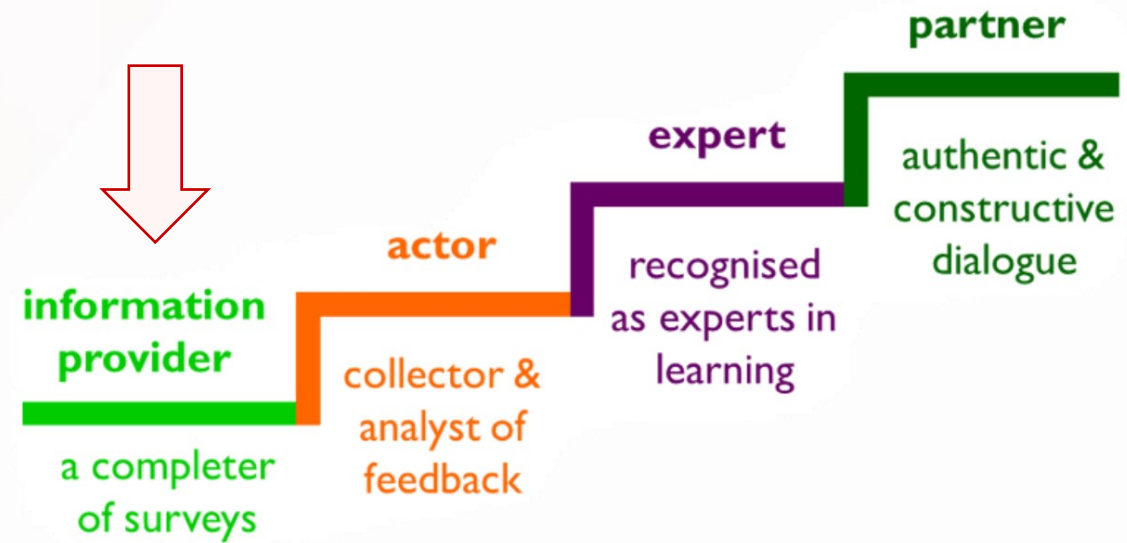 information
provider
a completer
of surveys
actor
collector &
analyst of
feedback
expert
recognised
as experts in
learning
partner
authentic &
constructive
dialogue